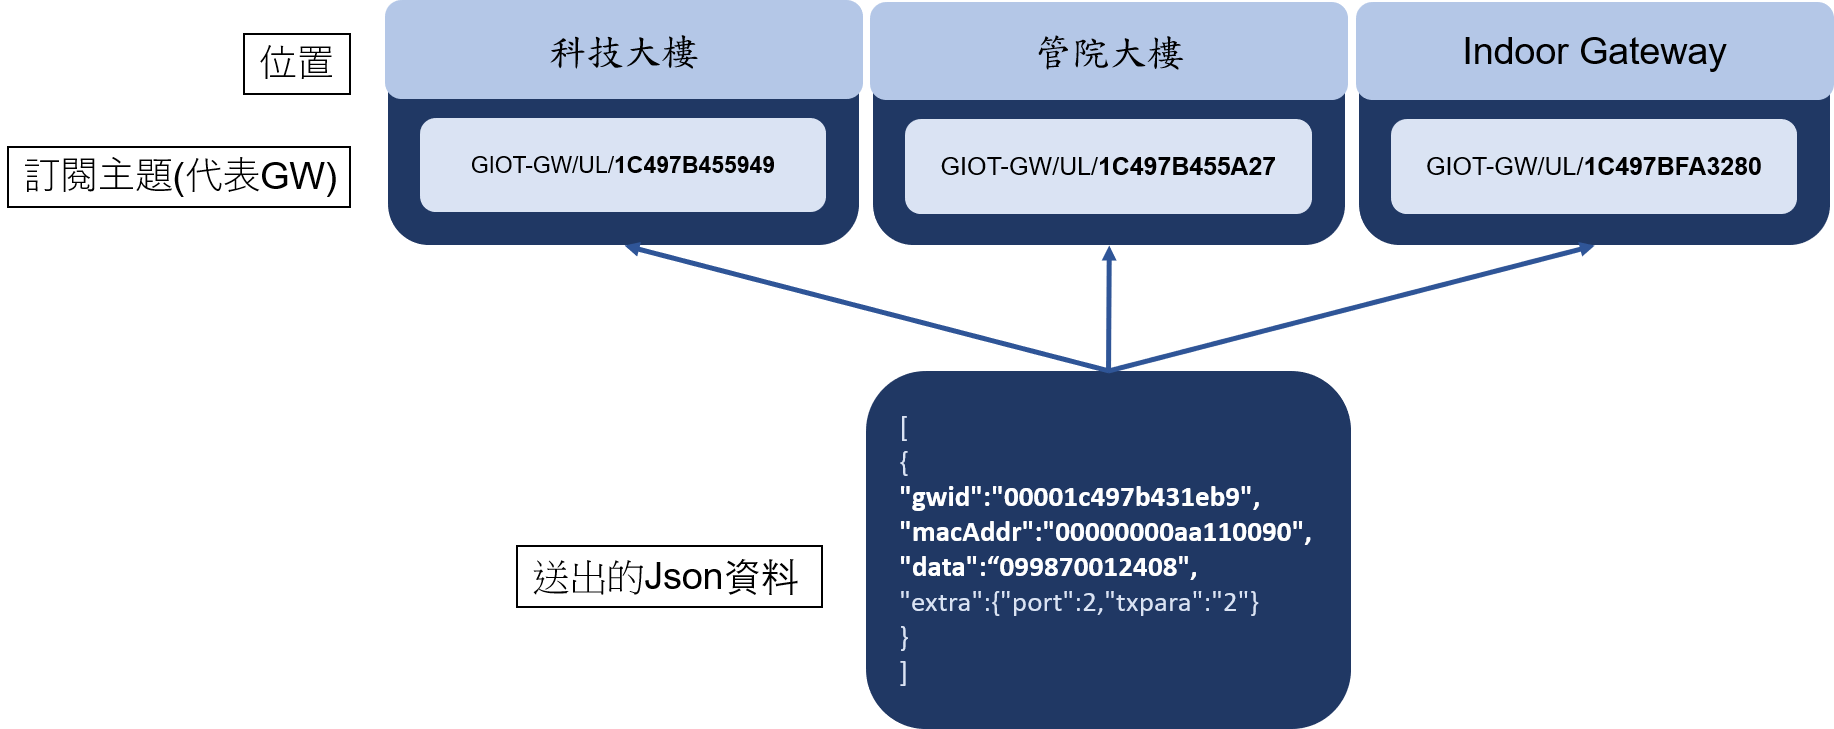 位置
科技大樓
管院大樓
Indoor Gateway
訂閱主題(代表GW)
GIOT-GW/UL/1C497B455949
GIOT-GW/UL/1C497B455A27
GIOT-GW/UL/1C497BFA3280
送出的Json資料
[
{
"gwid":"00001c497b431eb9",
"macAddr":"00000000aa110090",
"data":“099870012408",
"extra":{"port":2,"txpara":"2"}
}
]